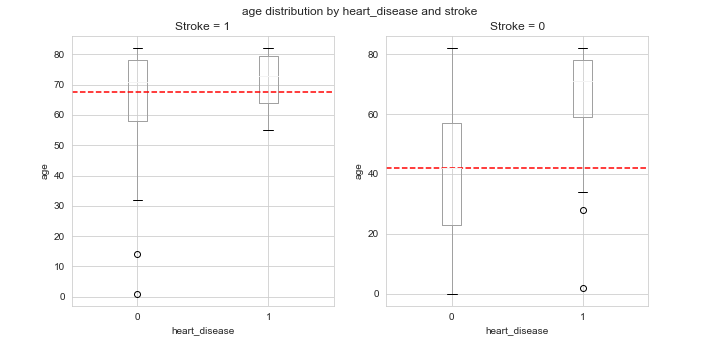 age distribution by heart_disease and stroke
Stroke = 1
Stroke = 0
80
70
60
50
40
30
20
10
0
age
0
1
heart_disease
80
60
40
20
0
age
0
1
heart_disease